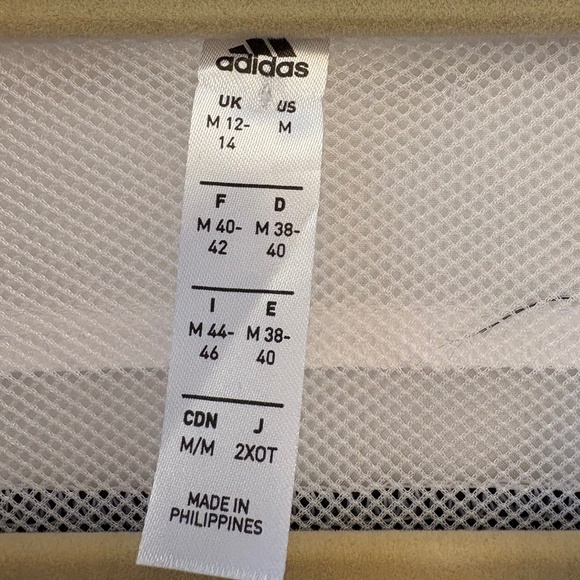 adidas
UK US
M 12- M
14
F D
M 40- M 38-
42 40
I E
M 44- M 38-
46 40
CDN J
M/M 2XOT
MADE IN
PHILIPPINES